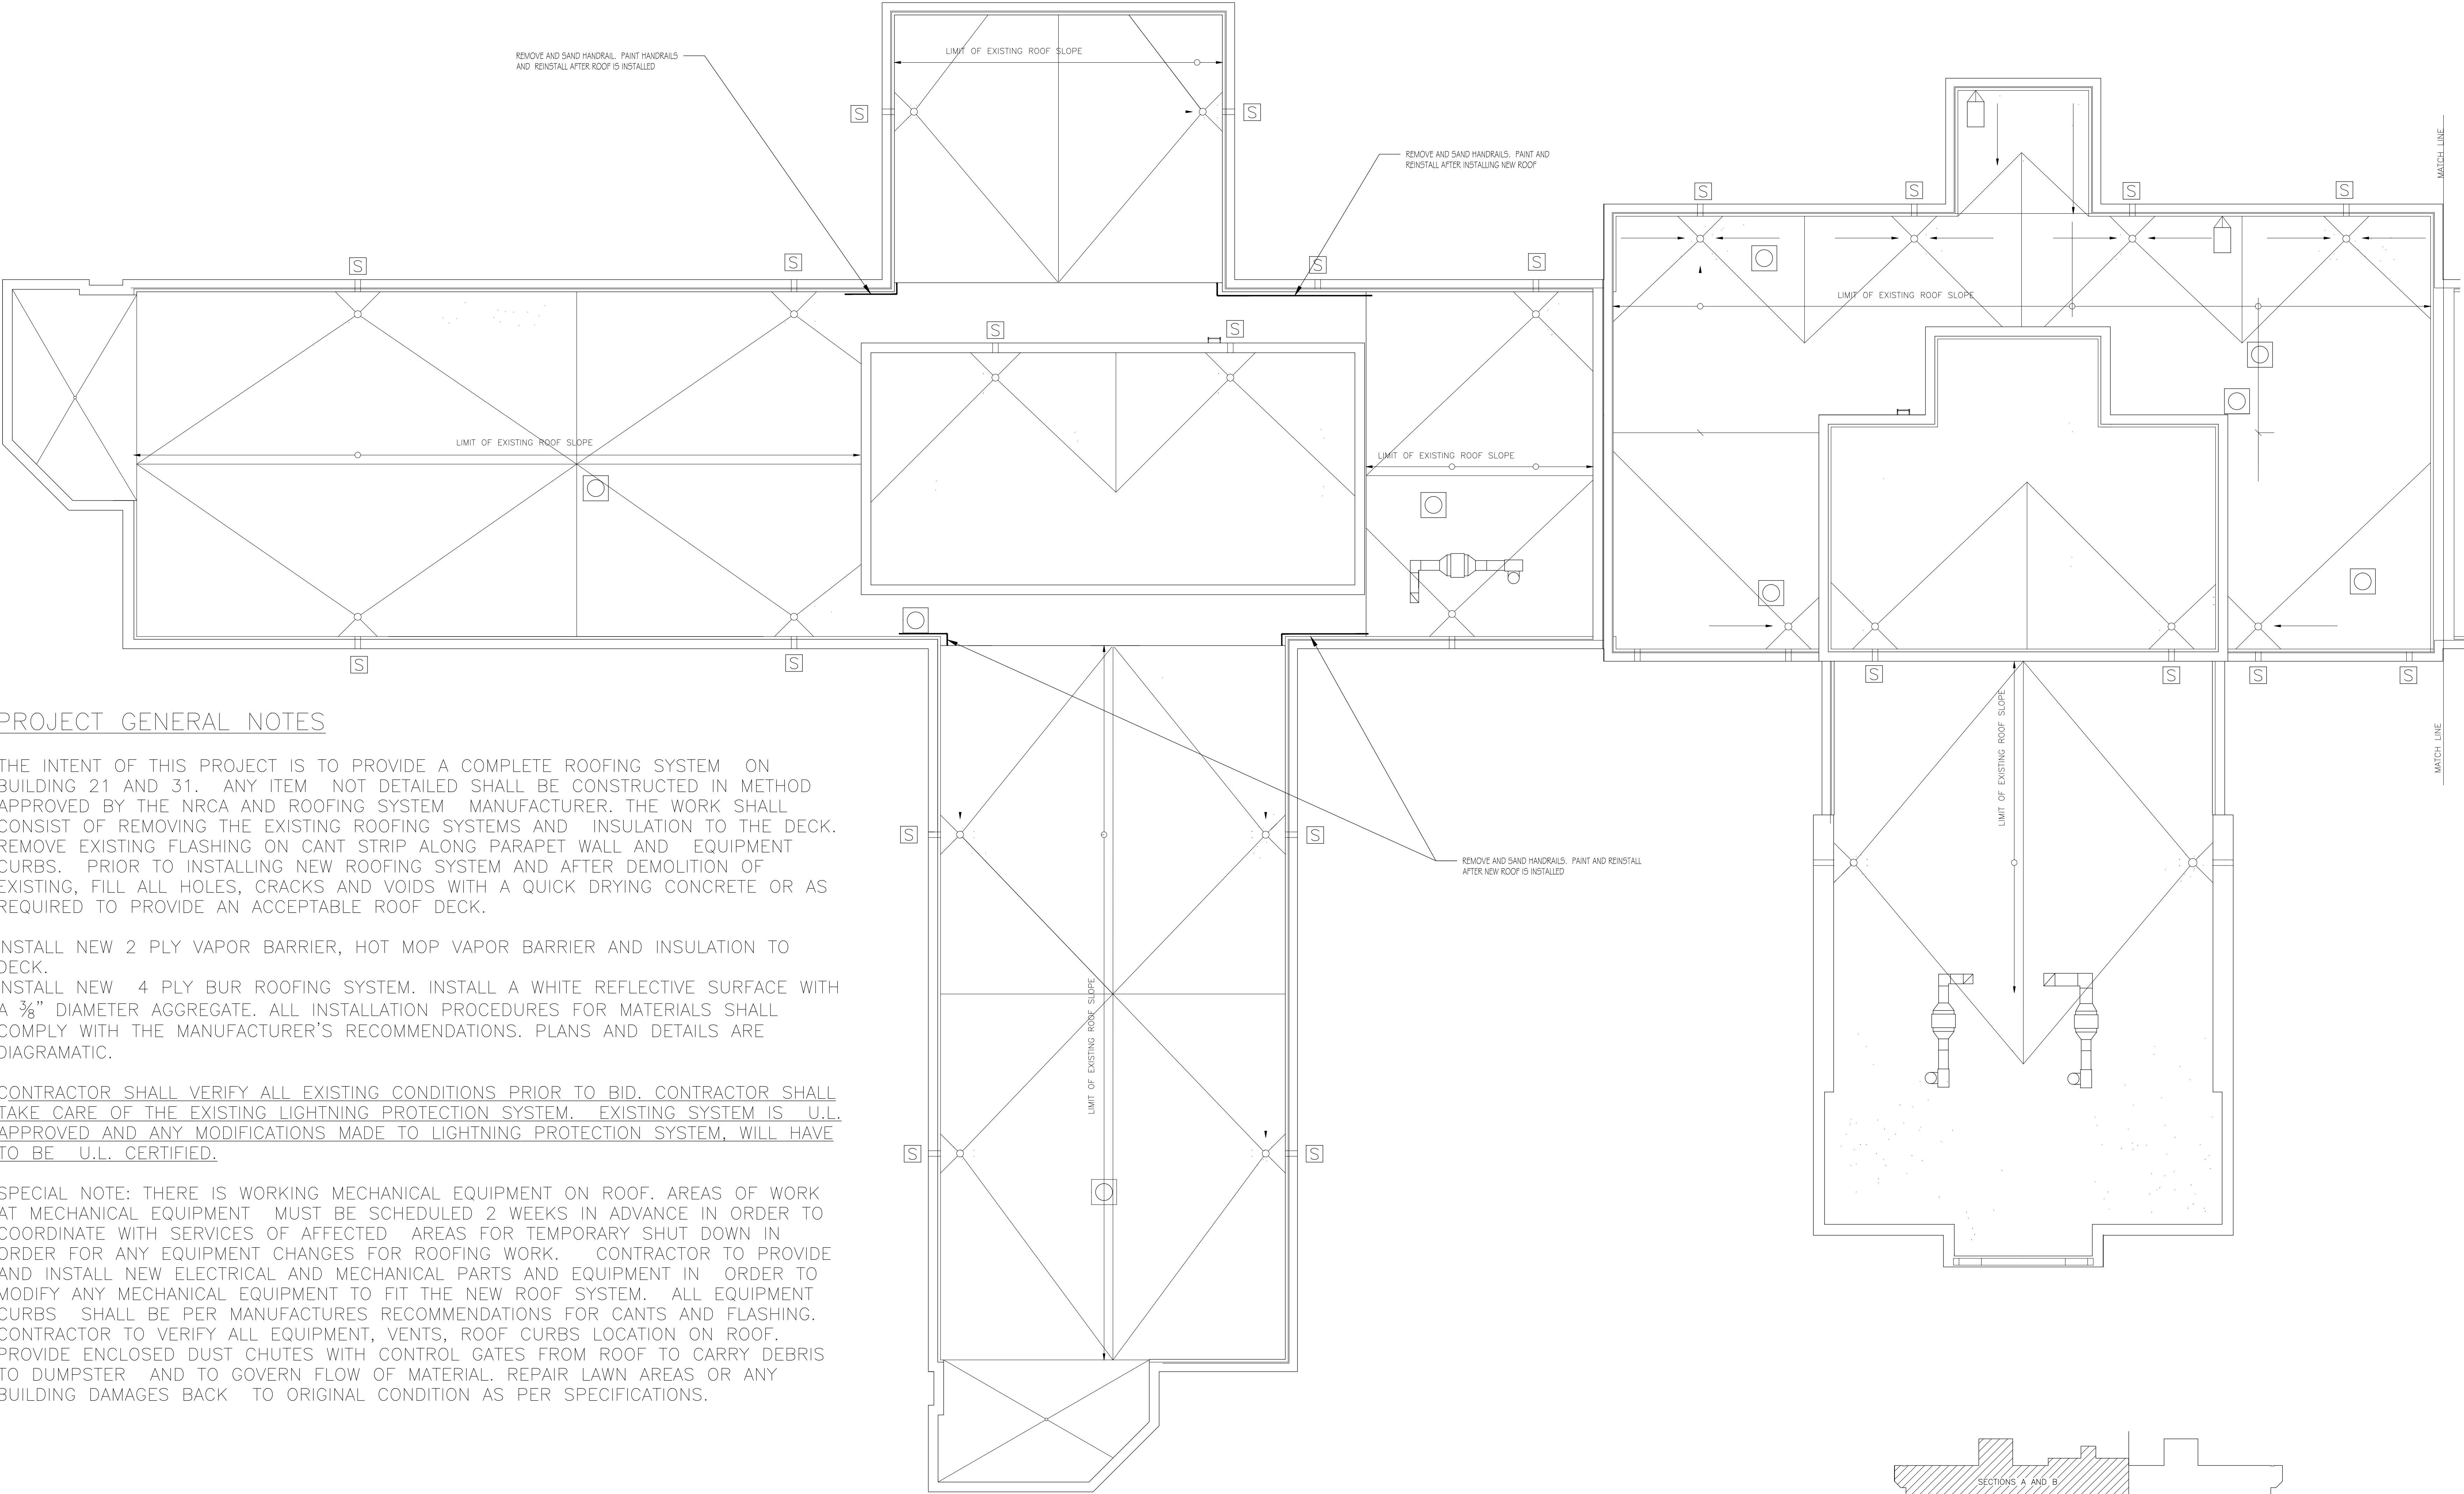 LIMIT OF EXISTING ROOF SLOPE
REMOVE AND SAND HANDRAIL. PAINT HANDRAILS
AND REINSTALL AFTER ROOF IS INSTALLED
S
S
MATCH LINE
REMOVE AND SAND HANDRAILS. PAINT AND
REINSTALL AFTER INSTALLING NEW ROOF
S
S
S
S
S
S
S
S
LIMIT OF EXISTING ROOF SLOPE
S
S
LIMIT OF EXISTING ROOF SLOPE
LIMIT OF EXISTING ROOF SLOPE
S
S
S
S
S
S
LIMIT OF EXISTING ROOF SLOPE
MATCH LINE
S
S
S
S
LIMIT OF EXISTING ROOF SLOPE
REMOVE AND SAND HANDRAILS. PAINT AND REINSTALL
AFTER NEW ROOF IS INSTALLED
PROJECT GENERAL NOTES
THE INTENT OF THIS PROJECT IS TO PROVIDE A COMPLETE ROOFING SYSTEM ON
BUILDING 21 AND 31. ANY ITEM NOT DETAILED SHALL BE CONSTRUCTED IN METHOD
APPROVED BY THE NRCA AND ROOFING SYSTEM MANUFACTURER. THE WORK SHALL
CONSIST OF REMOVING THE EXISTING ROOFING SYSTEMS AND INSULATION TO THE DECK.
REMOVE EXISTING FLASHING ON CANT STRIP ALONG PARAPET WALL AND EQUIPMENT
CURBS. PRIOR TO INSTALLING NEW ROOFING SYSTEM AND AFTER DEMOLITION OF
EXISTING, FILL ALL HOLES, CRACKS AND VOIDS WITH A QUICK DRYING CONCRETE OR AS
REQUIRED TO PROVIDE AN ACCEPTABLE ROOF DECK.
INSTALL NEW 2 PLY VAPOR BARRIER, HOT MOP VAPOR BARRIER AND INSULATION TO
DECK.
INSTALL NEW 4 PLY BUR ROOFING SYSTEM. INSTALL A WHITE REFLECTIVE SURFACE WITH
A ⅜” DIAMETER AGGREGATE. ALL INSTALLATION PROCEDURES FOR MATERIALS SHALL
COMPLY WITH THE MANUFACTURER'S RECOMMENDATIONS. PLANS AND DETAILS ARE
DIAGRAMATIC.
CONTRACTOR SHALL VERIFY ALL EXISTING CONDITIONS PRIOR TO BID. CONTRACTOR SHALL
TAKE CARE OF THE EXISTING LIGHTNING PROTECTION SYSTEM. EXISTING SYSTEM IS U.L.
APPROVED AND ANY MODIFICATIONS MADE TO LIGHTNING PROTECTION SYSTEM, WILL HAVE
TO BE U.L. CERTIFIED.
SPECIAL NOTE: THERE IS WORKING MECHANICAL EQUIPMENT ON ROOF. AREAS OF WORK
AT MECHANICAL EQUIPMENT MUST BE SCHEDULED 2 WEEKS IN ADVANCE IN ORDER TO
COORDINATE WITH SERVICES OF AFFECTED AREAS FOR TEMPORARY SHUT DOWN IN
ORDER FOR ANY EQUIPMENT CHANGES FOR ROOFING WORK. CONTRACTOR TO PROVIDE
AND INSTALL NEW ELECTRICAL AND MECHANICAL PARTS AND EQUIPMENT IN ORDER TO
MODIFY ANY MECHANICAL EQUIPMENT TO FIT THE NEW ROOF SYSTEM. ALL EQUIPMENT
CURBS SHALL BE PER MANUFACTURES RECOMMENDATIONS FOR CANTS AND FLASHING.
CONTRACTOR TO VERIFY ALL EQUIPMENT, VENTS, ROOF CURBS LOCATION ON ROOF.
PROVIDE ENCLOSED DUST CHUTES WITH CONTROL GATES FROM ROOF TO CARRY DEBRIS
TO DUMPSTER AND TO GOVERN FLOW OF MATERIAL. REPAIR LAWN AREAS OR ANY
BUILDING DAMAGES BACK TO ORIGINAL CONDITION AS PER SPECIFICATIONS.
S
S
LIMIT OF EXISTING ROOF SLOPE
S
S
SECTIONS A AND B